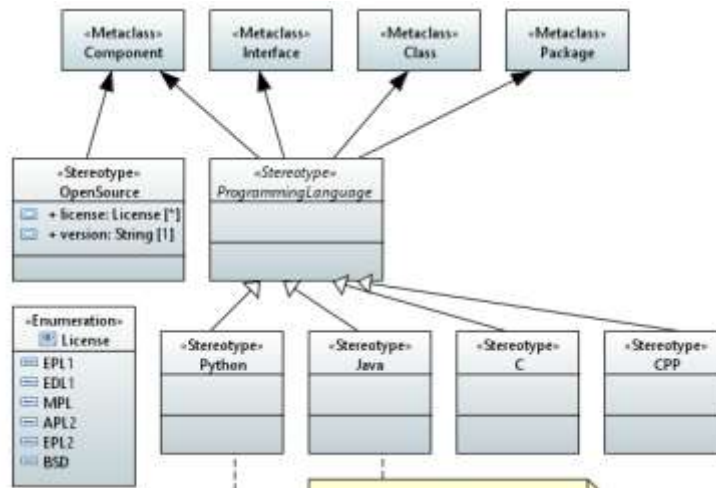 «Metaclass»
Component
«Metaclass»
Interface
«Metaclass»
Class
«Metaclass»
Package
«Stereotype»
OpenSource
+ license: License [*]
+ version: String [1]
«Stereotype»
ProgrammingLanguage
«Enumeration»
License
EPL1
EDL1
MPL
APL2
EPL2
BSD
«Stereotype»
Python
«Stereotype»
Java
«Stereotype»
C
«Stereotype»
CPP